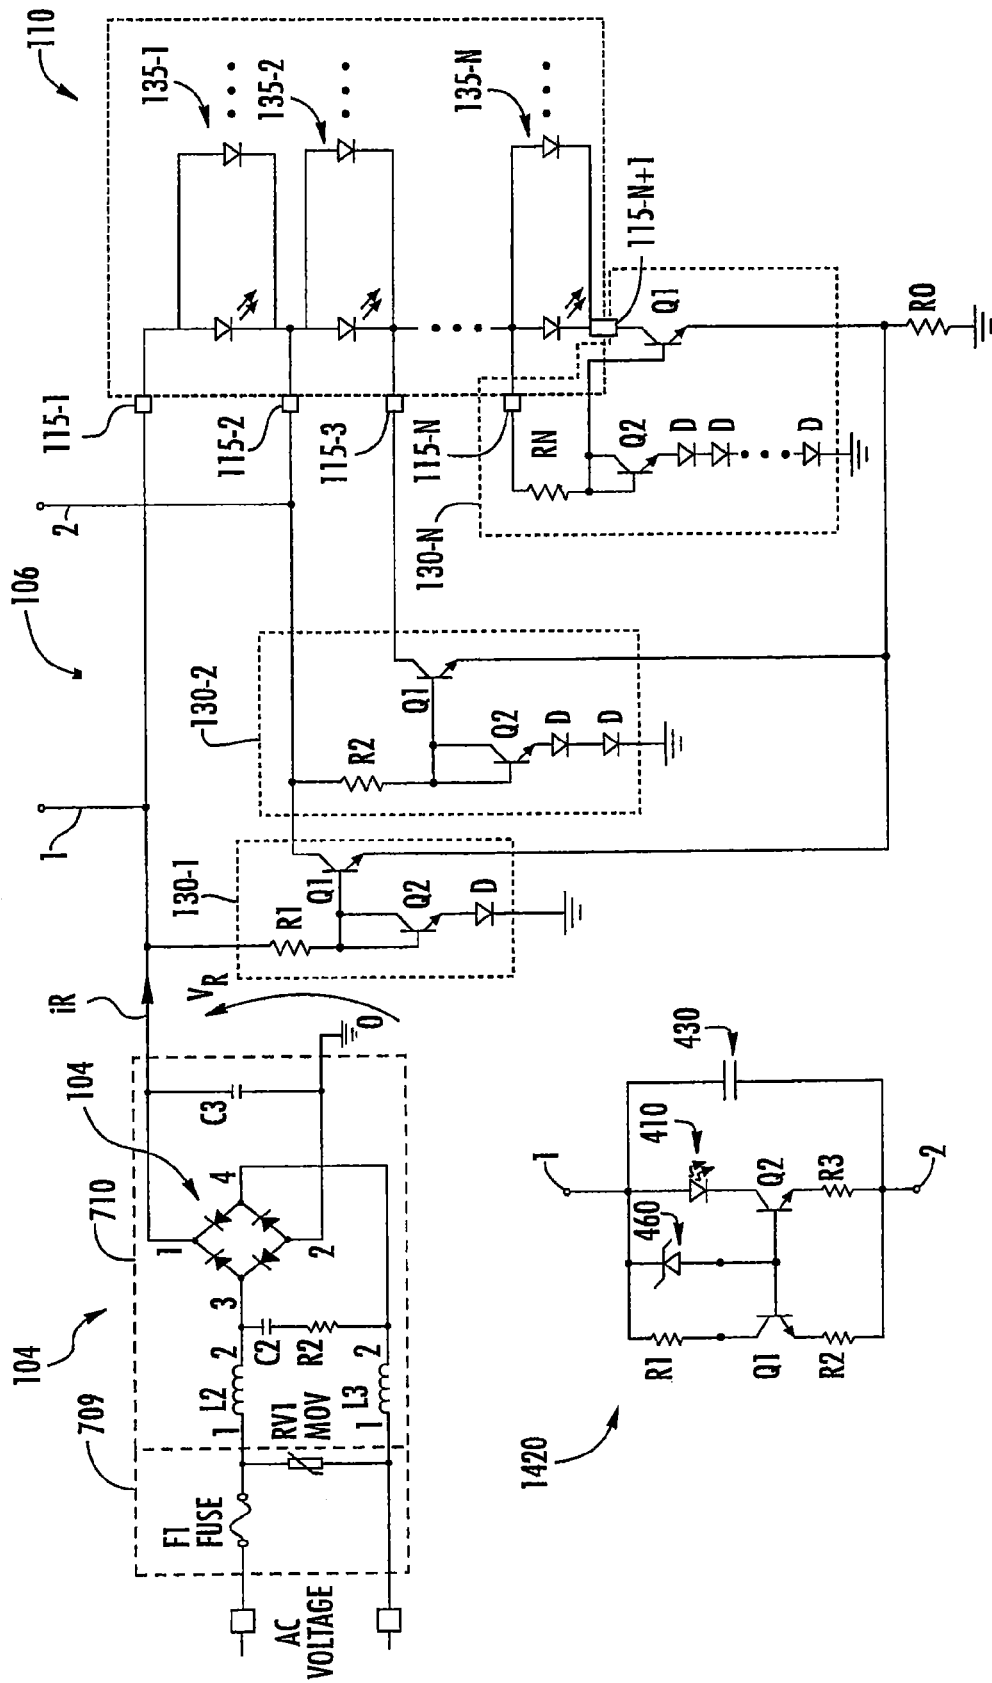 104
709
710
104
F1
FUSE
AC
VOLTAGE
L2
1
2
RV1
MOV
C2
R2
L3
1
2
3
1
4
2
C3
0
iR
VR
106
1
2
130-1
R1
Q1
Q2
D
130-2
R2
Q1
Q2
D
D
115-1
115-2
115-3
115-N
130-N
RN
Q2
D
D
D
Q1
115-N+1
R0
110
135-1
135-2
135-N
1420
1
R1
460
410
430
Q1
Q2
R2
R3
2